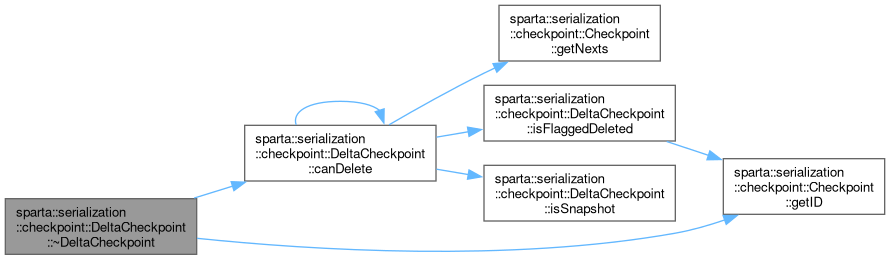 sparta::serialization
::checkpoint::DeltaCheckpoint
::~DeltaCheckpoint
sparta::serialization
::checkpoint::DeltaCheckpoint
::canDelete
sparta::serialization
::checkpoint::Checkpoint
::getNexts
sparta::serialization
::checkpoint::DeltaCheckpoint
::isFlaggedDeleted
sparta::serialization
::checkpoint::DeltaCheckpoint
::isSnapshot
sparta::serialization
::checkpoint::Checkpoint
::getID